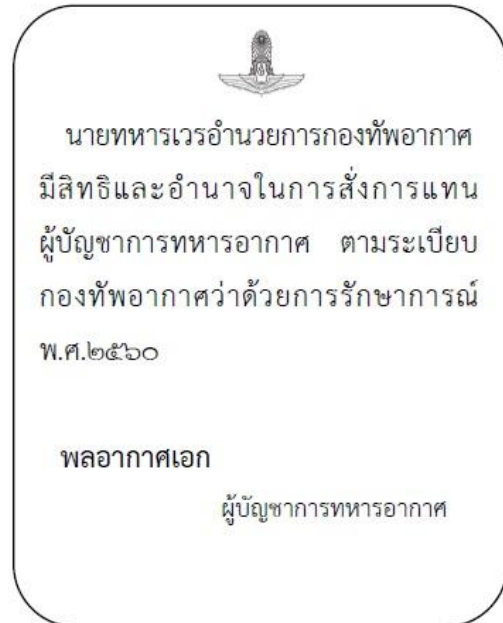 นายทหารเวรอำนวยการกองทัพอากาศ
มีสิทธิและอำนาจในการสั่งการแทน
ผู้บัญชาการทหารอากาศ ตามระเบียบ
กองทัพอากาศว่าด้วยการรักษาการณ์
พ.ศ.๒๕๖๐
พลอากาศเอก
ผู้บัญชาการทหารอากาศ